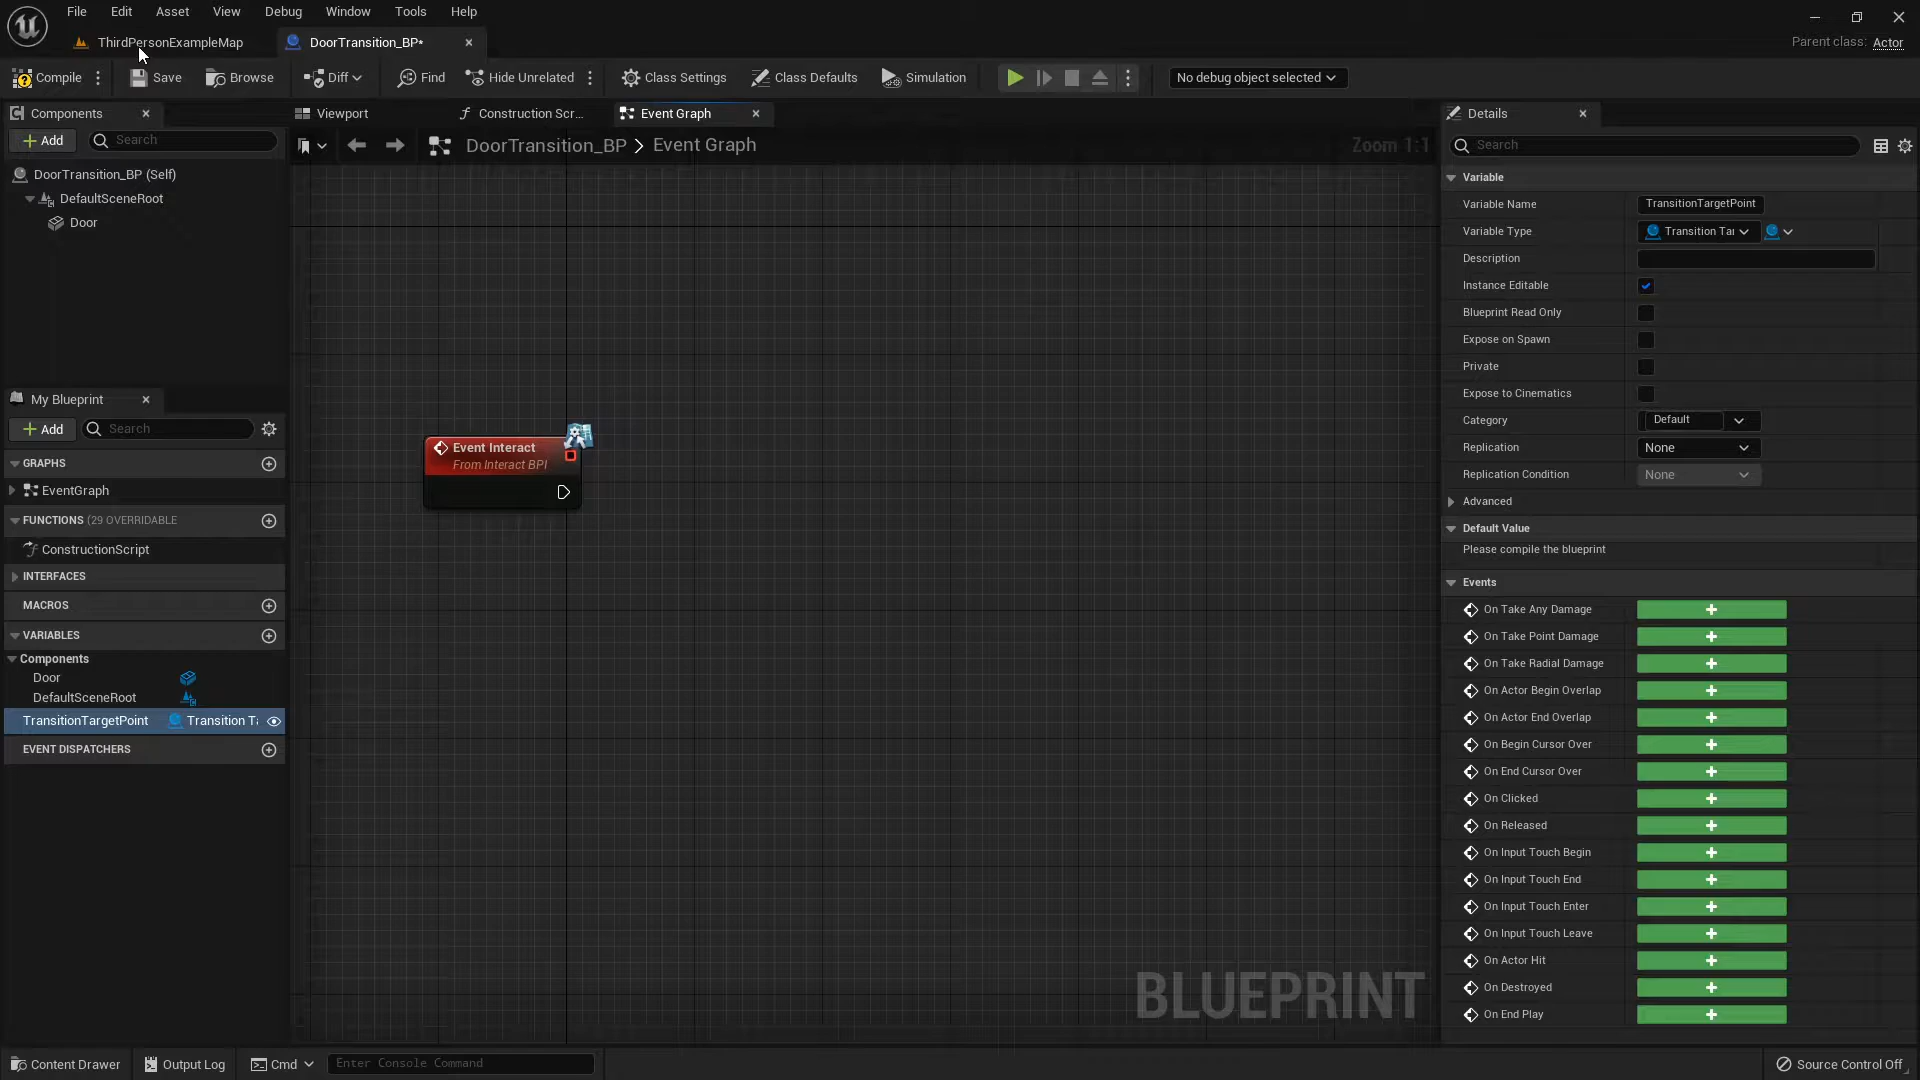 File Edit Asset View Debug Window Tools Help
ThirdPersonExampleMap DoorTransition_BP* Parent class: Actor
Compile Save Browse Diff Find Hide Unrelated Class Settings Class Defaults Simulation No debug object selected
Components Viewport Construction Scr... Event Graph Details
Add Search DoorTransition_BP > Event Graph Zoom 1:1 Search
DoorTransition_BP (Self)
DefaultSceneRoot
Door
My Blueprint
Add Search
GRAPHS
EventGraph
FUNCTIONS (29 OVERRIDABLE
ConstructionScript
INTERFACES
MACROS
VARIABLES
Components
Door
DefaultSceneRoot
TransitionTargetPoint Transition Ta
EVENT DISPATCHERS
Event Interact
From Interact BPI
BLUEPRINT
Variable
Variable Name TransitionTargetPoint
Variable Type Transition Tar
Description
Instance Editable
Blueprint Read Only
Expose on Spawn
Private
Expose to Cinematics
Category Default
Replication None
Replication Condition None
Advanced
Default Value
Please compile the blueprint
Events
On Take Any Damage
On Take Point Damage
On Take Radial Damage
On Actor Begin Overlap
On Actor End Overlap
On Begin Cursor Over
On End Cursor Over
On Clicked
On Released
On Input Touch Begin
On Input Touch End
On Input Touch Enter
On Input Touch Leave
On Actor Hit
On Destroyed
On End Play
Content Drawer Output Log Cmd Enter Console Command Source Control Off